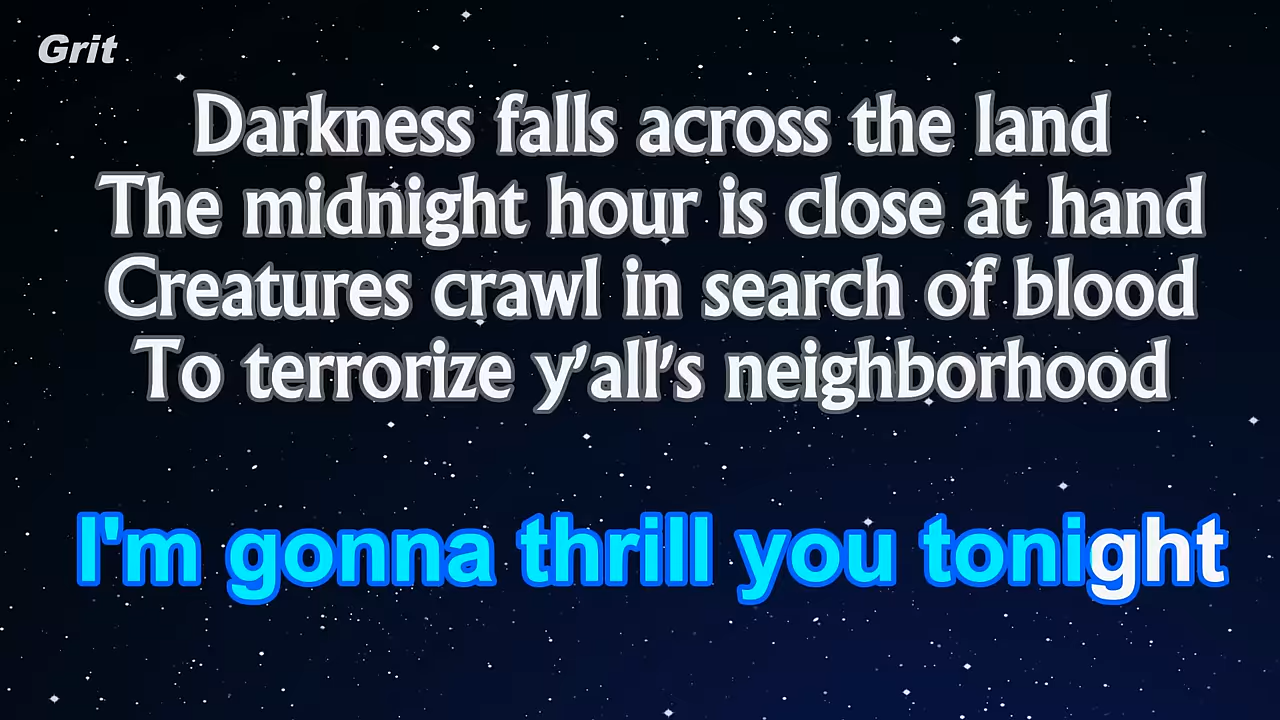 Grit
Darkness falls across the land
The midnight hour is close at hand
Creatures crawl in search of blood
To terrorize y’all’s neighborhood
I'm gonna thrill you tonight